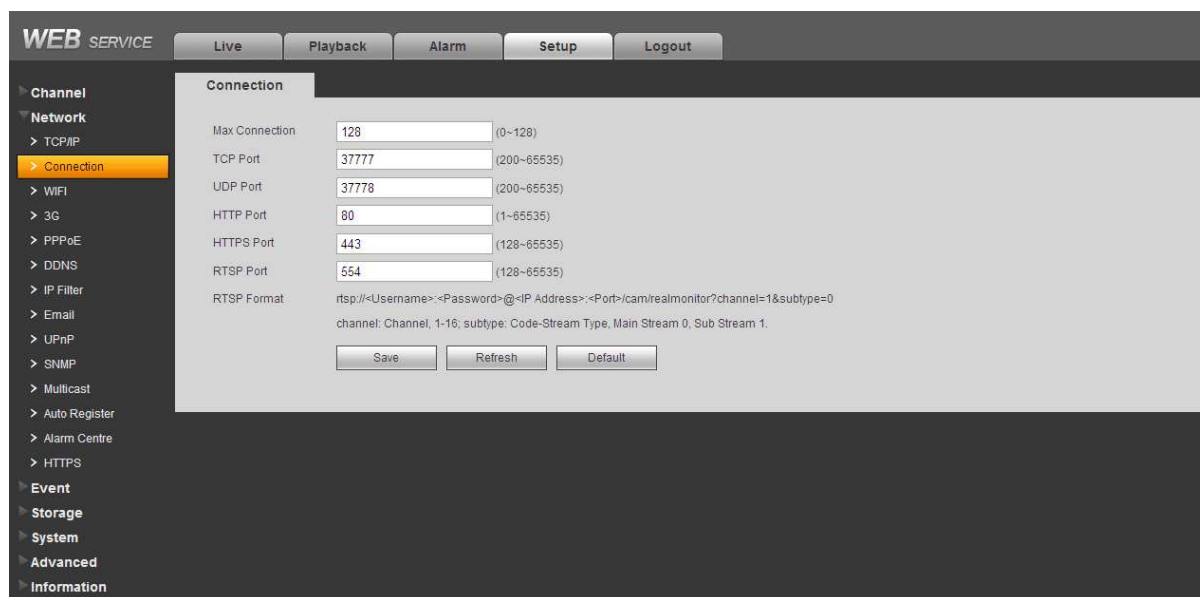 WEB SERVICE
Live
Playback
Alarm
Setup
Logout
Channel
Network
> TCP/IP
> Connection
> WIFI
> 3G
> PPPoE
> DDNS
> IP Filter
> Email
> UPnP
> SNMP
> Multicast
> Auto Register
> Alarm Centre
> HTTPS
Event
Storage
System
Advanced
Information
Connection
Max Connection 128 (0~128)
TCP Port 37777 (200~65535)
UDP Port 37778 (200~65535)
HTTP Port 80 (1~65535)
HTTPS Port 443 (128~65535)
RTSP Port 554 (128~65535)
RTSP Format rtsp://<Username>:<Password>@<IP Address>:<Port>/cam/realmonitor?channel=1&subtype=0
channel: Channel, 1-16; subtype: Code-Stream Type, Main Stream 0, Sub Stream 1.
Save
Refresh
Default